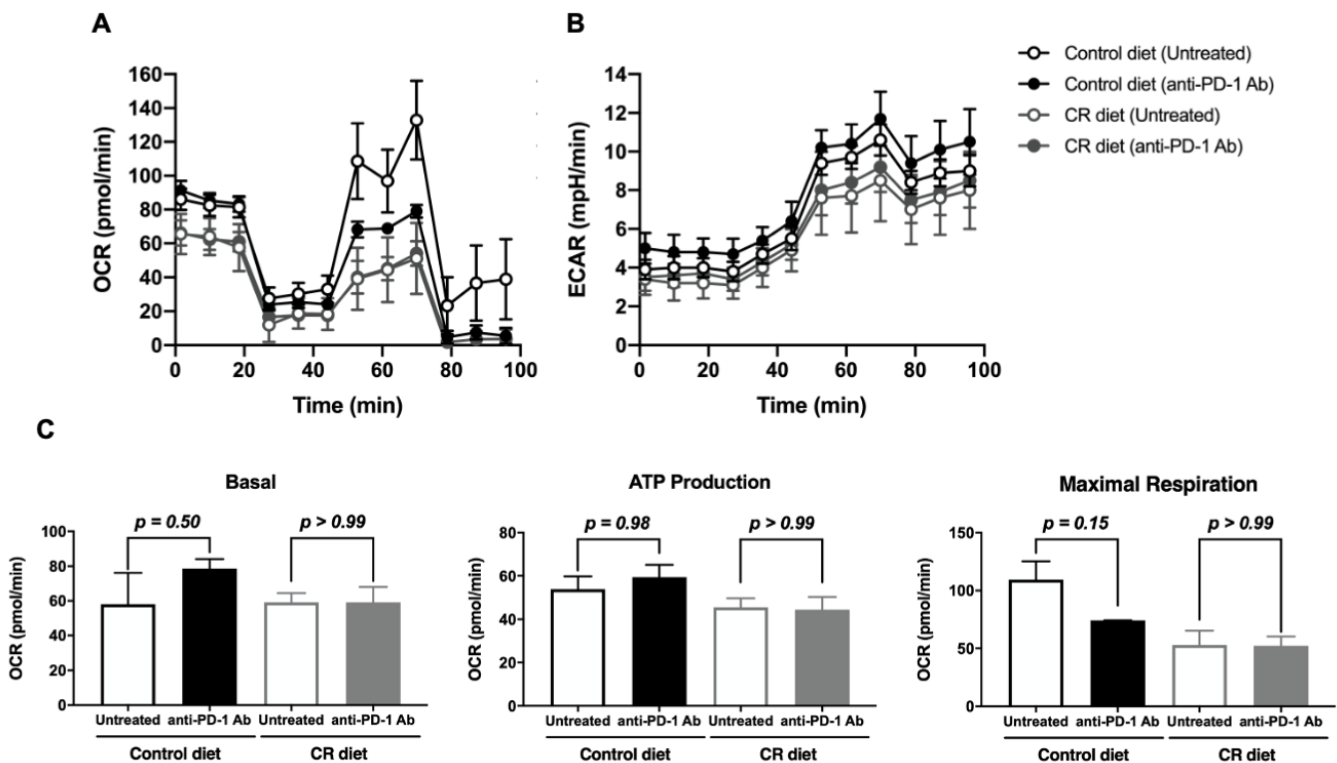 A
B
Control diet (Untreated)
Control diet (anti-PD-1 Ab)
CR diet (Untreated)
CR diet (anti-PD-1 Ab)
160
140
120
100
80
60
40
20
0
OCR (pmol/min)
0 20 40 60 80 100
Time (min)
14
12
10
8
6
4
2
0
ECAR (mpH/min)
0 20 40 60 80 100
Time (min)
C
Basal
p = 0.50 p > 0.99
100
80
60
40
20
0
OCR (pmol/min)
Untreated anti-PD-1 Ab Untreated anti-PD-1 Ab
Control diet CR diet
ATP Production
p = 0.98 p > 0.99
80
60
40
20
0
OCR (pmol/min)
Untreated anti-PD-1 Ab Untreated anti-PD-1 Ab
Control diet CR diet
Maximal Respiration
p = 0.15 p > 0.99
150
100
50
0
OCR (pmol/min)
Untreated anti-PD-1 Ab Untreated anti-PD-1 Ab
Control diet CR diet